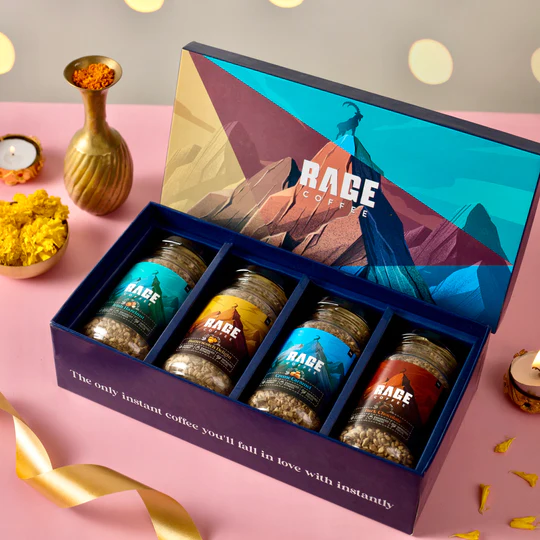 RAGE
COFFEE
RAGE
RAGE
RAGE
RAGE
The only instant coffee you'll fall in love with instantly